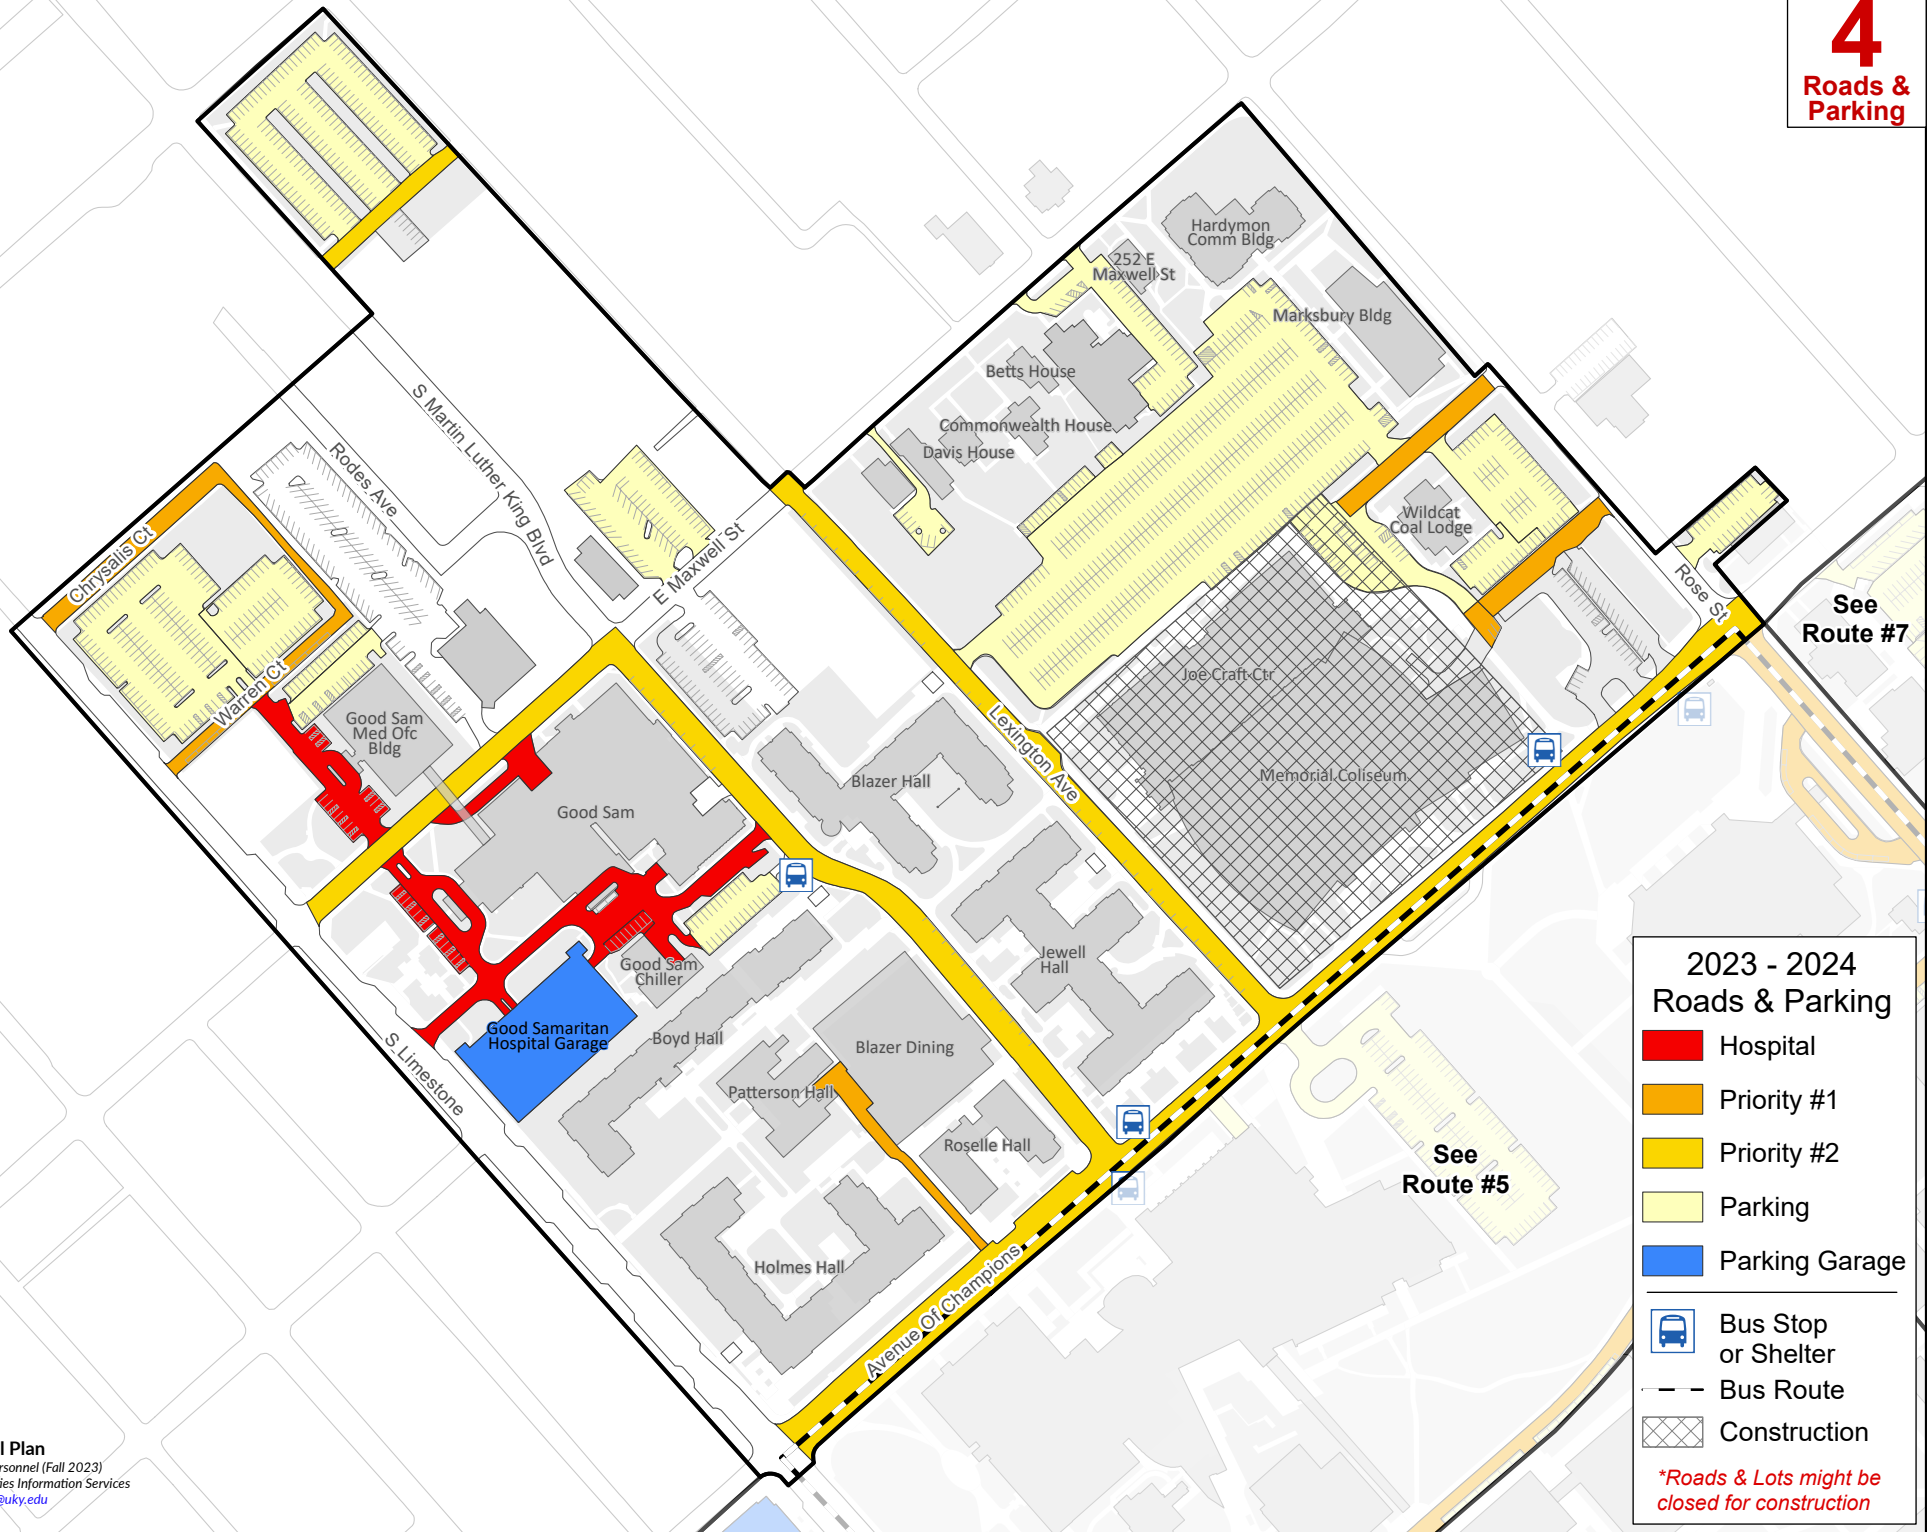 4
Roads &
Parking
Hardymon
Comm Bldg
252 E
Maxwell St
Marksbury Bldg
Betts House
Commonwealth House
Davis House
S Martin Luther King Blvd
Rodes Ave
E Maxwell St
Chrysalis Ct
Warren Ct
Wildcat
Coal Lodge
Rose St
See
Route #7
Joe Craft Ctr
Memorial Coliseum
Lexington Ave
Good Sam
Med Ofc
Bldg
Good Sam
Blazer Hall
Jewell
Hall
Good Sam
Chiller
Good Samaritan
Hospital Garage
Boyd Hall
Blazer Dining
Patterson Hall
Roselle Hall
S Limestone
Holmes Hall
Avenue Of Champions
See
Route #5
2023 - 2024
Roads & Parking
Hospital
Priority #1
Priority #2
Parking
Parking Garage
Bus Stop
or Shelter
Bus Route
Construction
*Roads & Lots might be
closed for construction
l Plan
rsonnel (Fall 2023)
ies Information Services
@uky.edu